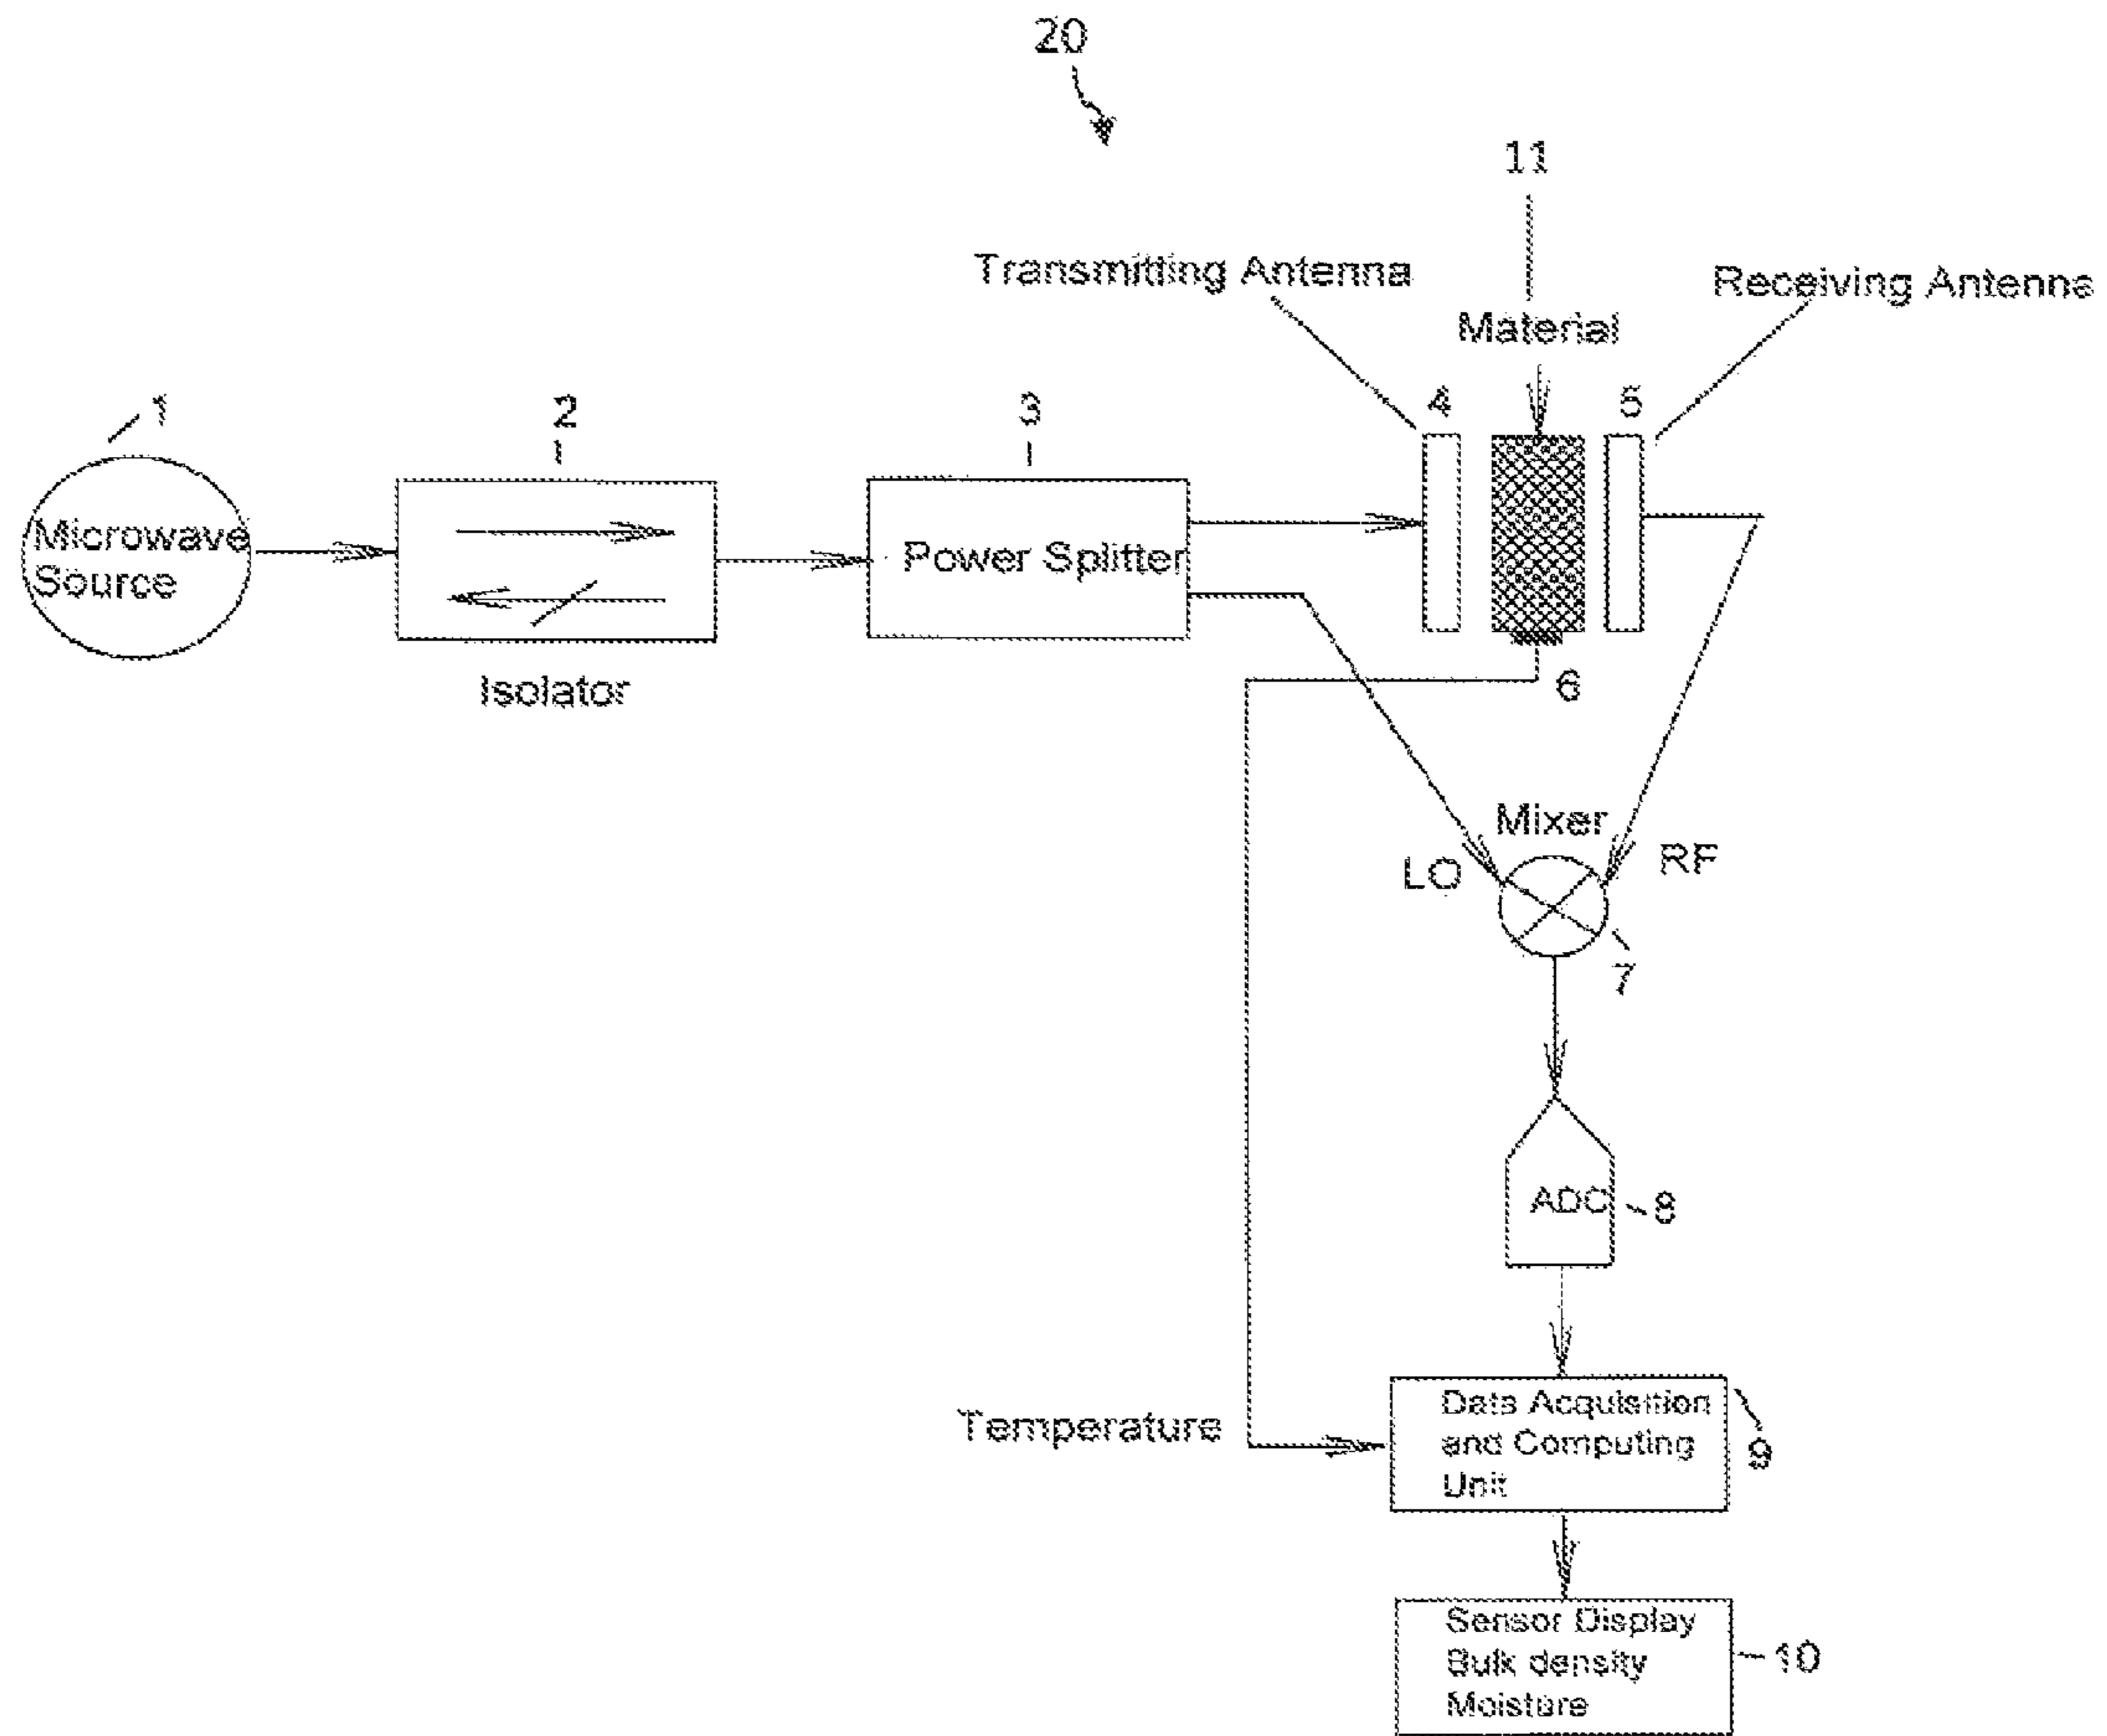 20
11
Transmitting Antenna
Receiving Antenna
Material
1
2
3
4
5
Microwave
Source
Power Splitter
Isolator
6
Mixer
LO
RF
7
ADC
8
Temperature
Data Acquisition
and Computing
Unit
9
Sensor Display
Bulk density
Moisture
10